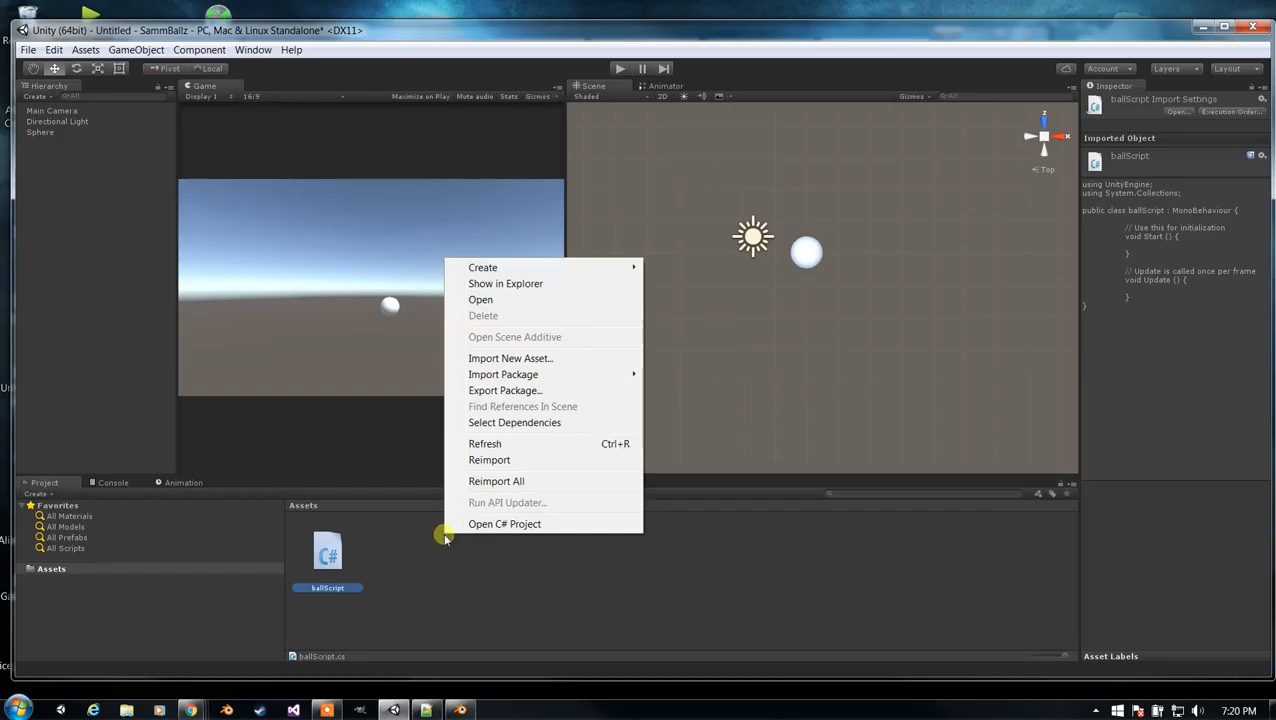 Unity (64bit) - Untitled - SammBallz - PC, Mac & Linux Standalone* <DX11>
File Edit Assets GameObject Component Window Help
Pivot Local
Account Layers Layout
Hierarchy
Create All
Main Camera
Directional Light
Sphere
Game
Display 1 16:9 Maximize on Play Mute audio Stats Gizmos
Scene Animator
Shaded 2D Gizmos All
z
x
Top
Inspector
ballScript Import Settings
Open... Execution Order...
Imported Object
ballScript
using UnityEngine;
using System.Collections;
public class ballScript : MonoBehaviour {
// Use this for initialization
void Start () {
}
// Update is called once per frame
void Update () {
}
}
Asset Labels
Create
Show in Explorer
Open
Delete
Open Scene Additive
Import New Asset...
Import Package
Export Package...
Find References In Scene
Select Dependencies
Refresh Ctrl+R
Reimport
Reimport All
Run API Updater...
Open C# Project
Project Console Animation
Create
Favorites
All Materials
All Models
All Prefabs
All Scripts
Assets
Assets
C#
ballScript
ballScript.cs
7:20 PM